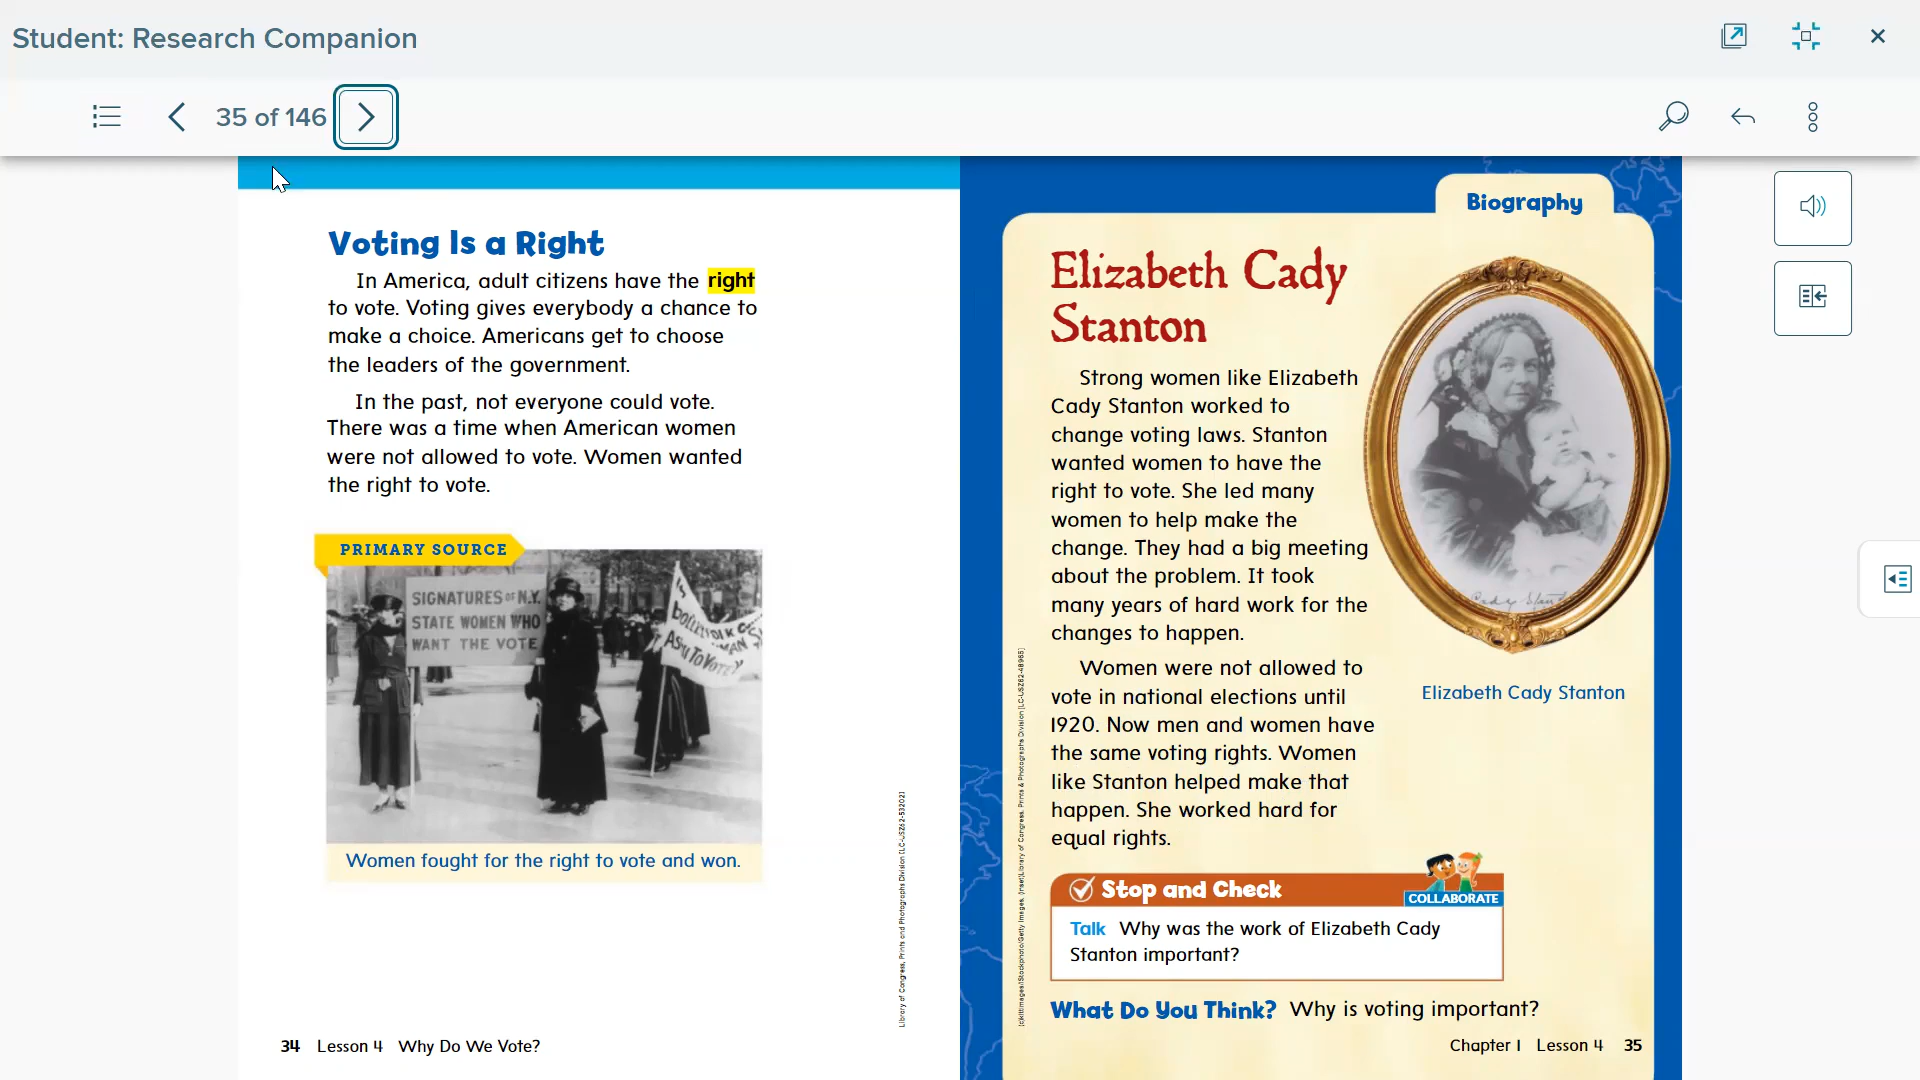 Student: Research Companion
35 of 146
Voting Is a Right
In America, adult citizens have the right
to vote. Voting gives everybody a chance to
make a choice. Americans get to choose
the leaders of the government.
In the past, not everyone could vote.
There was a time when American women
were not allowed to vote. Women wanted
the right to vote.
PRIMARY SOURCE
SIGNATURES OF N.Y.
STATE WOMEN WHO
WANT THE VOTE
Women fought for the right to vote and won.
Library of Congress, Prints and Photographs Division [LC-USZ62-53202]
34 Lesson 4 Why Do We Vote?
Biography
Elizabeth Cady
Stanton
Strong women like Elizabeth
Cady Stanton worked to
change voting laws. Stanton
wanted women to have the
right to vote. She led many
women to help make the
change. They had a big meeting
about the problem. It took
many years of hard work for the
changes to happen.
Women were not allowed to
vote in national elections until
1920. Now men and women have
the same voting rights. Women
like Stanton helped make that
happen. She worked hard for
equal rights.
Elizabeth Cady Stanton
Stop and Check
COLLABORATE
Talk Why was the work of Elizabeth Cady
Stanton important?
What Do You Think? Why is voting important?
Chapter 1 Lesson 4 35